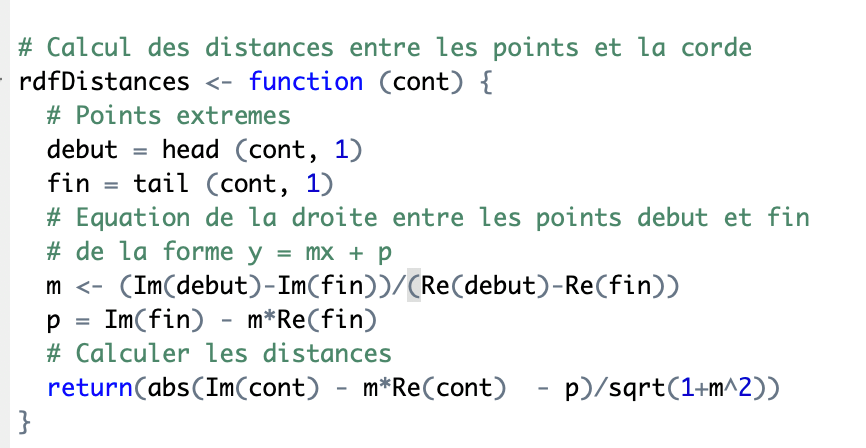 # Calcul des distances entre les points et la corde
rdfDistances <- function (cont) {
  # Points extremes
  debut = head (cont, 1)
  fin = tail (cont, 1)
  # Equation de la droite entre les points debut et fin
  # de la forme y = mx + p
  m <- (Im(debut)-Im(fin))/(Re(debut)-Re(fin))
  p = Im(fin) - m*Re(fin)
  # Calculer les distances
  return(abs(Im(cont) - m*Re(cont)  - p)/sqrt(1+m^2))
}